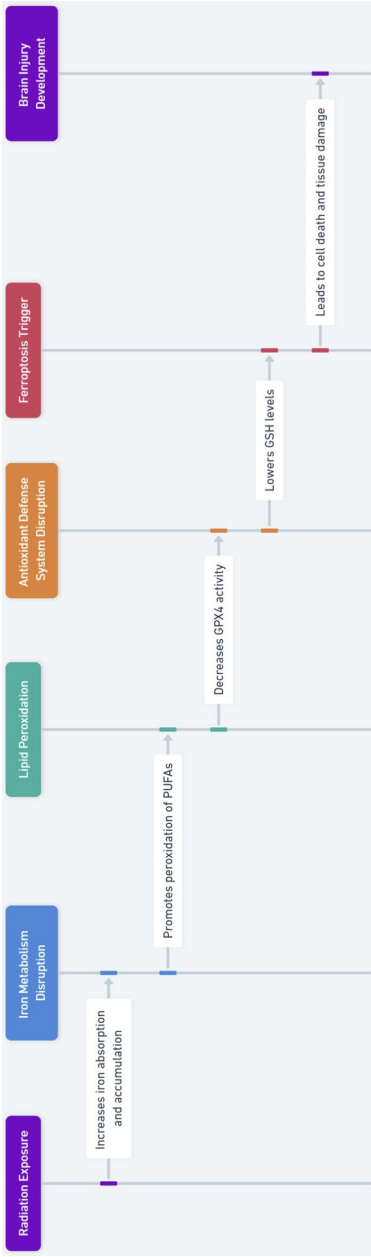 Radiation Exposure
Iron Metabolism
Disruption
Lipid Peroxidation
Antioxidant Defense
System Disruption
Ferroptosis Trigger
Brain Injury
Development
Increases iron absorption
and accumulation
Promotes peroxidation of PUFAs
Decreases GPX4 activity
Lowers GSH levels
Leads to cell death and tissue damage